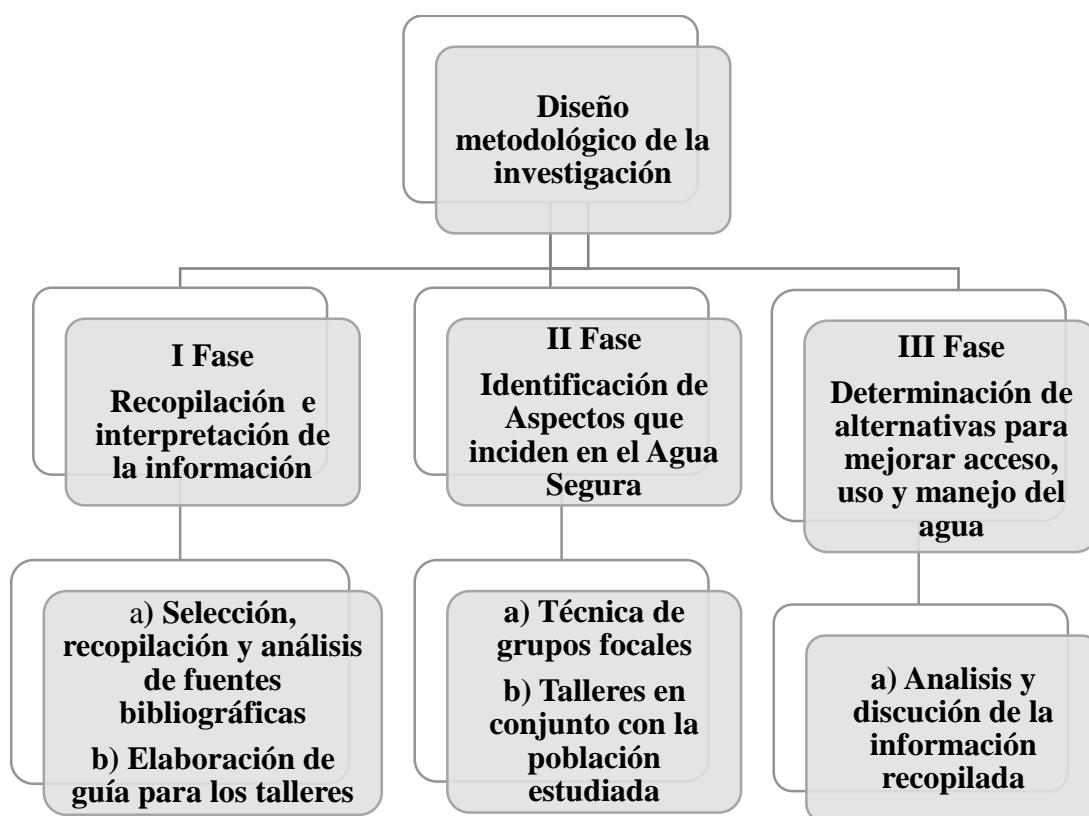 Diseño
metodológico de la
investigación
I Fase
Recopilación e
interpretación de
la información
II Fase
Identificación de
Aspectos que
inciden en el Agua
Segura
III Fase
Determinación de
alternativas para
mejorar acceso,
uso y manejo del
agua
a) Selección,
recopilación y análisis
de fuentes
bibliográficas
b) Elaboración de
guía para los talleres
a) Técnica de
grupos focales
b) Talleres en
conjunto con la
población
estudiada
a) Analisis y
discución de la
información
recopilada